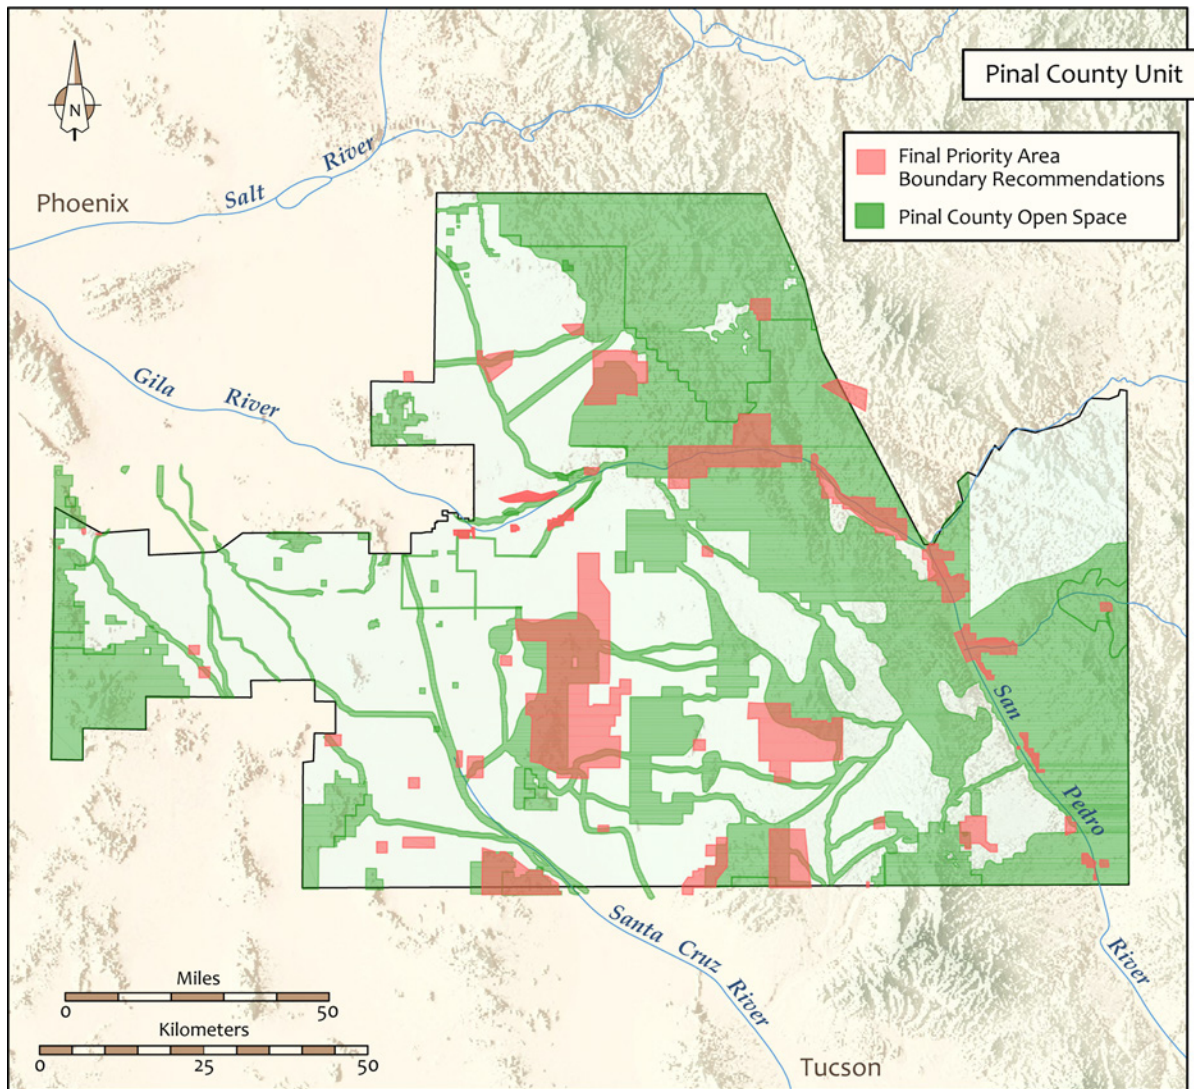 Pinal County Unit
N
Final Priority Area
Boundary Recommendations
Pinal County Open Space
Phoenix
Salt River
Gila River
San Pedro River
Santa Cruz River
Miles
0 50
Kilometers
0 25 50
Tucson